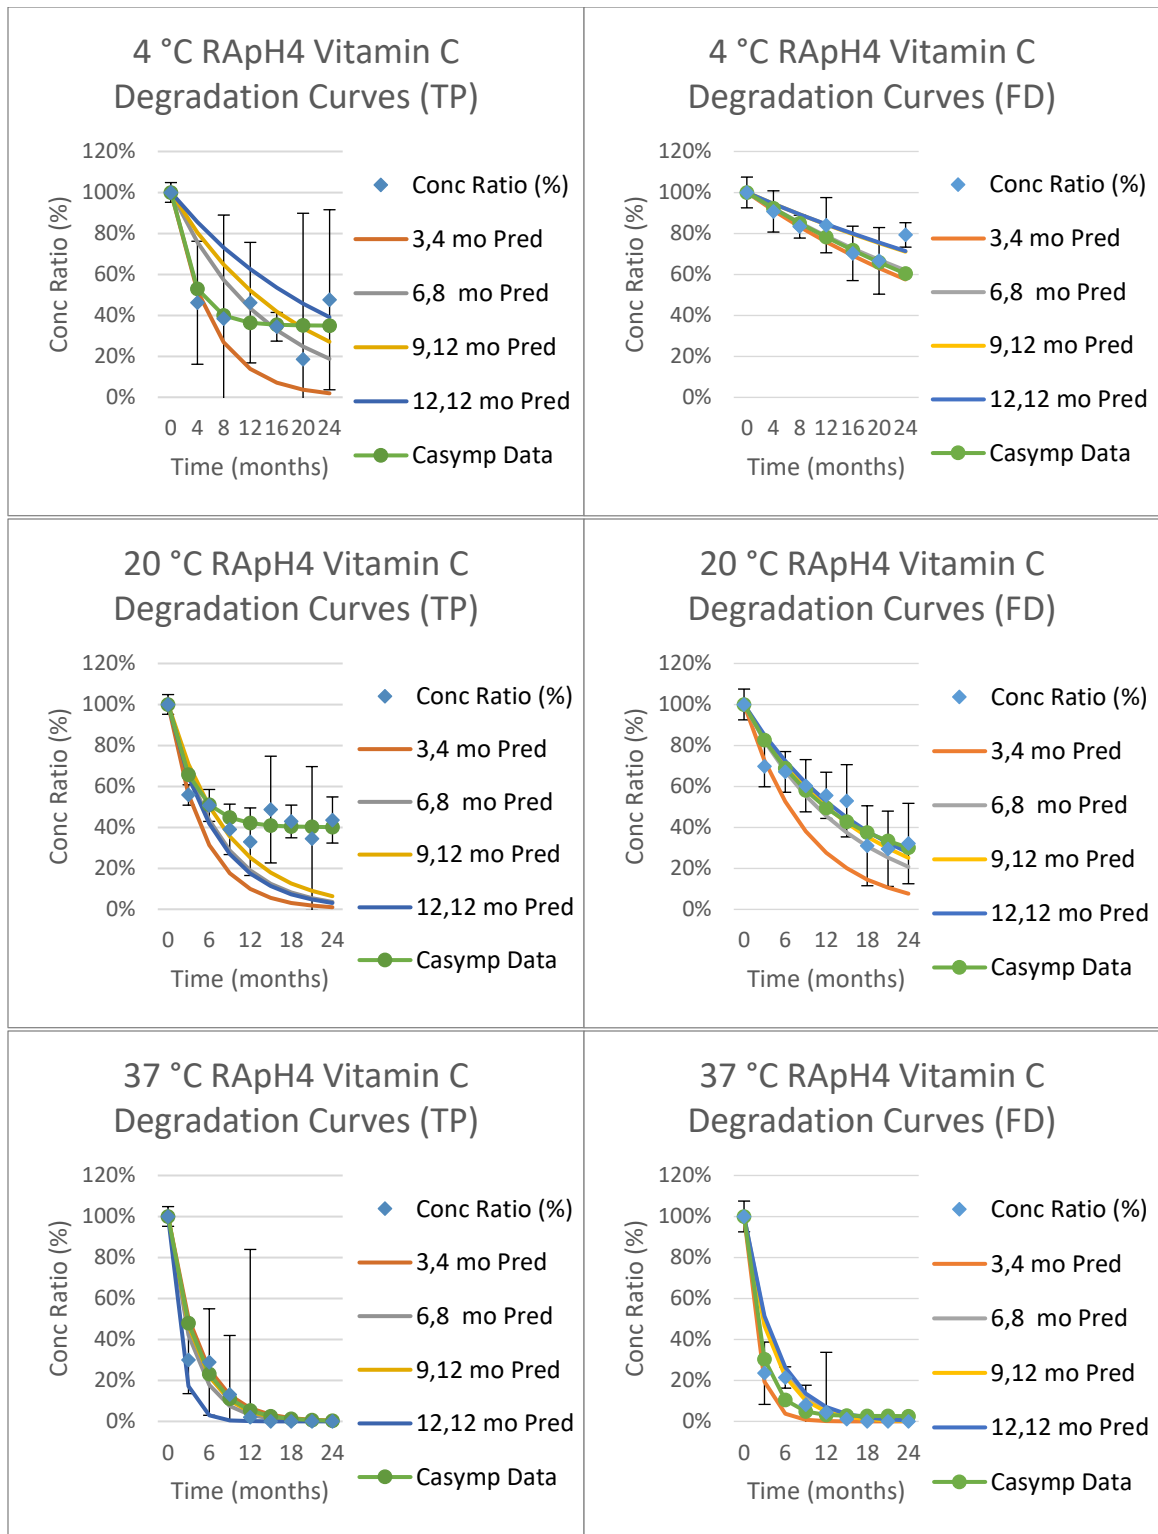 4 °C RApH4 Vitamin C
Degradation Curves (TP)
120%
100%
80%
60%
40%
20%
0%
Conc Ratio (%)
0 4 8 12 16 20 24
Time (months)
Conc Ratio (%)
3,4 mo Pred
6,8 mo Pred
9,12 mo Pred
12,12 mo Pred
Casymp Data
4 °C RApH4 Vitamin C
Degradation Curves (FD)
120%
100%
80%
60%
40%
20%
0%
Conc Ratio (%)
0 4 8 12 16 20 24
Time (months)
Conc Ratio (%)
3,4 mo Pred
6,8 mo Pred
9,12 mo Pred
12,12 mo Pred
Casymp Data
20 °C RApH4 Vitamin C
Degradation Curves (TP)
120%
100%
80%
60%
40%
20%
0%
Conc Ratio (%)
0 6 12 18 24
Time (months)
Conc Ratio (%)
3,4 mo Pred
6,8 mo Pred
9,12 mo Pred
12,12 mo Pred
Casymp Data
20 °C RApH4 Vitamin C
Degradation Curves (FD)
120%
100%
80%
60%
40%
20%
0%
Conc Ratio (%)
0 6 12 18 24
Time (months)
Conc Ratio (%)
3,4 mo Pred
6,8 mo Pred
9,12 mo Pred
12,12 mo Pred
Casymp Data
37 °C RApH4 Vitamin C
Degradation Curves (TP)
120%
100%
80%
60%
40%
20%
0%
Conc Ratio (%)
0 6 12 18 24
Time (months)
Conc Ratio (%)
3,4 mo Pred
6,8 mo Pred
9,12 mo Pred
12,12 mo Pred
Casymp Data
37 °C RApH4 Vitamin C
Degradation Curves (FD)
120%
100%
80%
60%
40%
20%
0%
Conc Ratio (%)
0 6 12 18 24
Time (months)
Conc Ratio (%)
3,4 mo Pred
6,8 mo Pred
9,12 mo Pred
12,12 mo Pred
Casymp Data